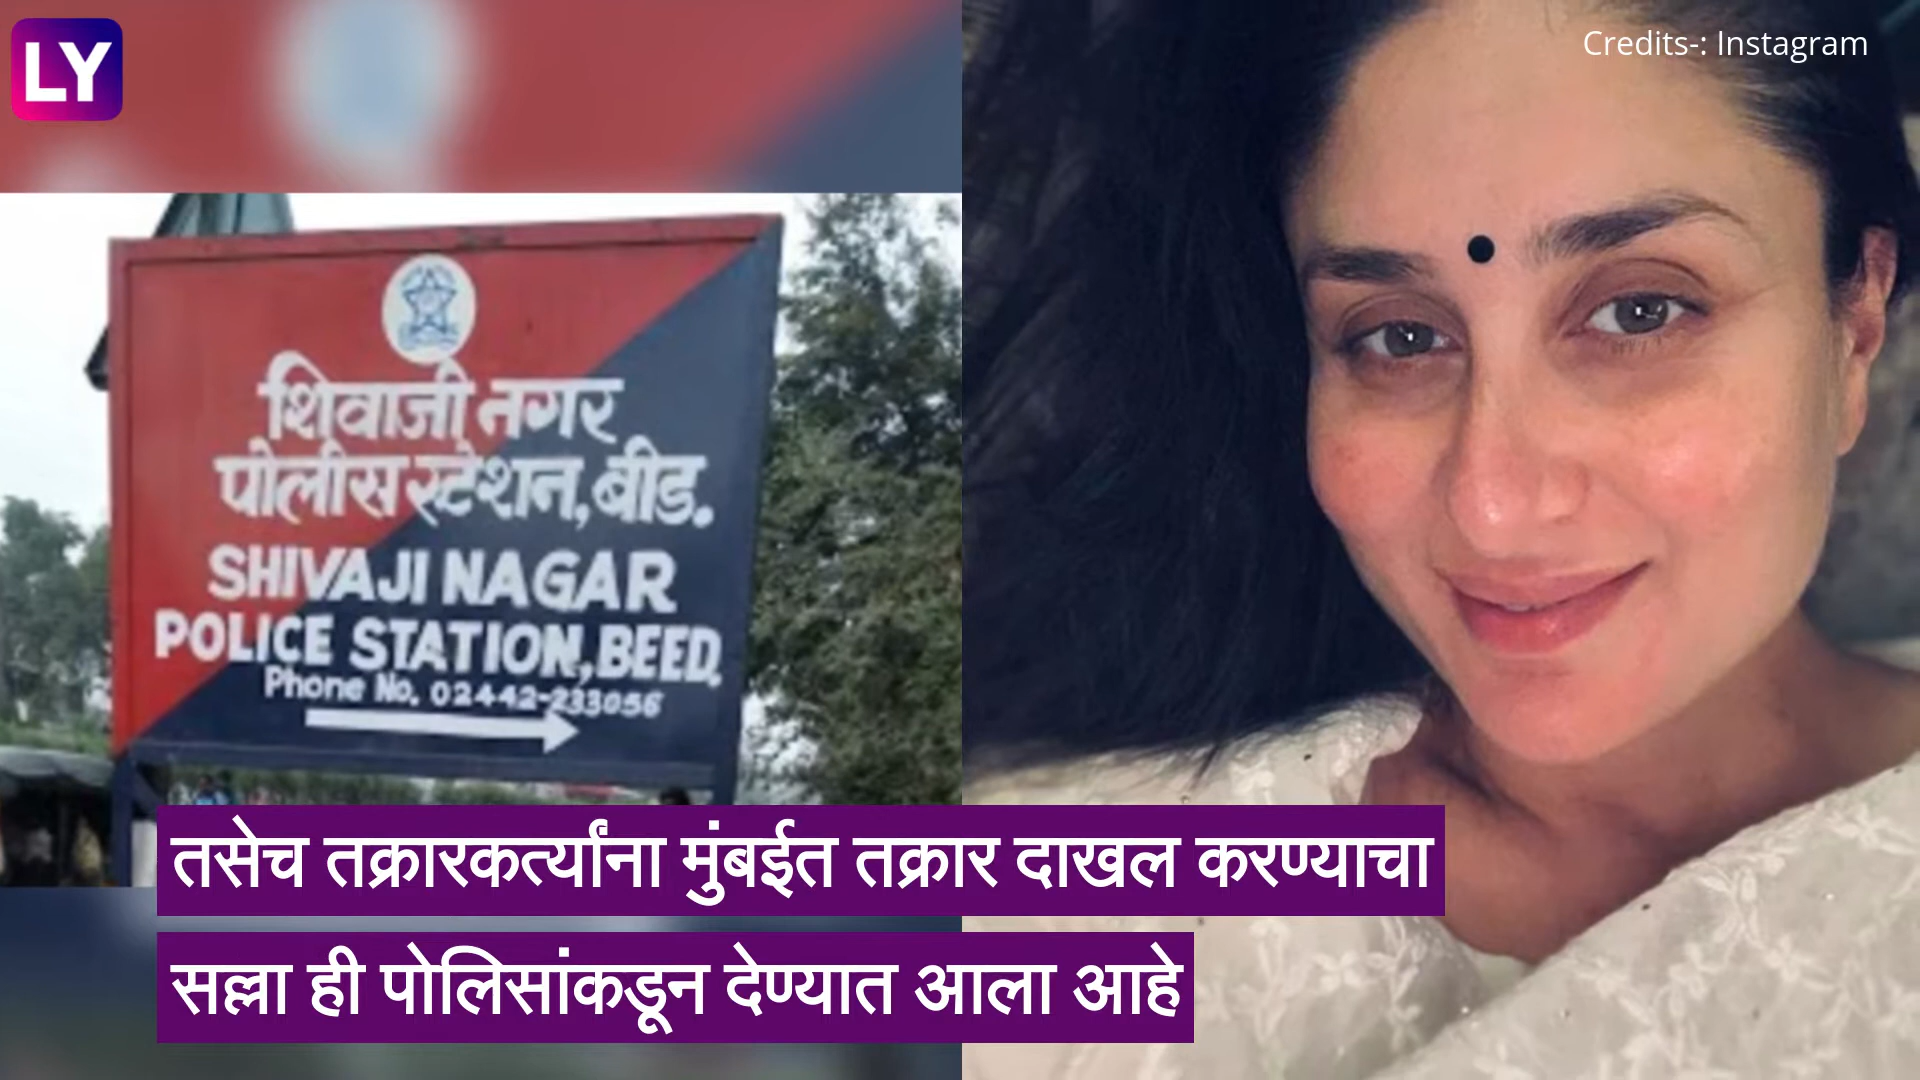 LY
Credits-: Instagram
शिवाजी नगर
पोलीस स्टेशन, बीड.
SHIVAJI NAGAR
POLICE STATION, BEED.
Phone No. 02442-233056
तसेच तक्रारकर्त्यांना मुंबईत तक्रार दाखल करण्याचा
सल्ला ही पोलिसांकडून देण्यात आला आहे